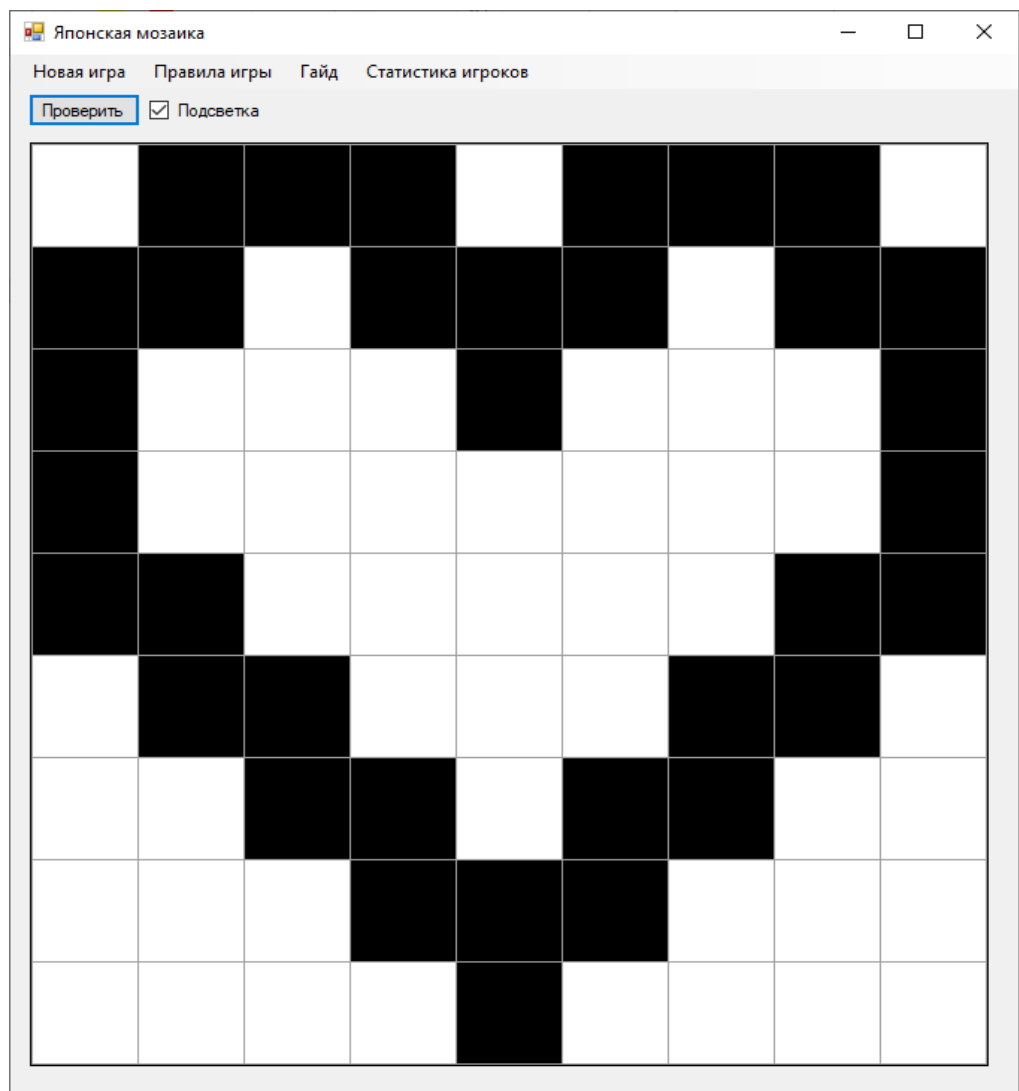 Японская мозаика
Новая игра Правила игры Гайд Статистика игроков
Проверить Подсветка